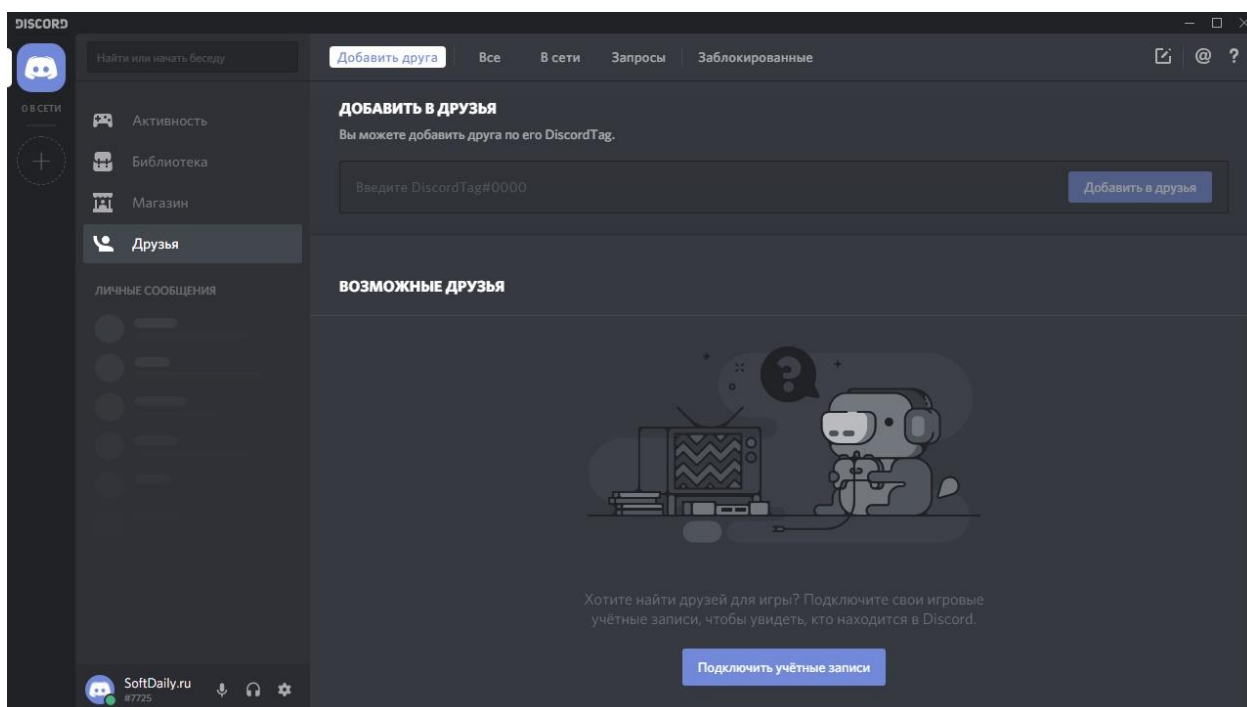 DISCORD
Найти или начать беседу
Добавить друга
Все
В сети
Запросы
Заблокированные
0 В СЕТИ
Активность
Библиотека
Магазин
Друзья
ЛИЧНЫЕ СООБЩЕНИЯ
ДОБАВИТЬ В ДРУЗЬЯ
Вы можете добавить друга по его DiscordTag.
Введите DiscordTag#0000
Добавить в друзья
ВОЗМОЖНЫЕ ДРУЗЬЯ
Хотите найти друзей для игры? Подключите свои игровые
учётные записи, чтобы увидеть, кто находится в Discord.
Подключить учётные записи
SoftDaily.ru
#7725